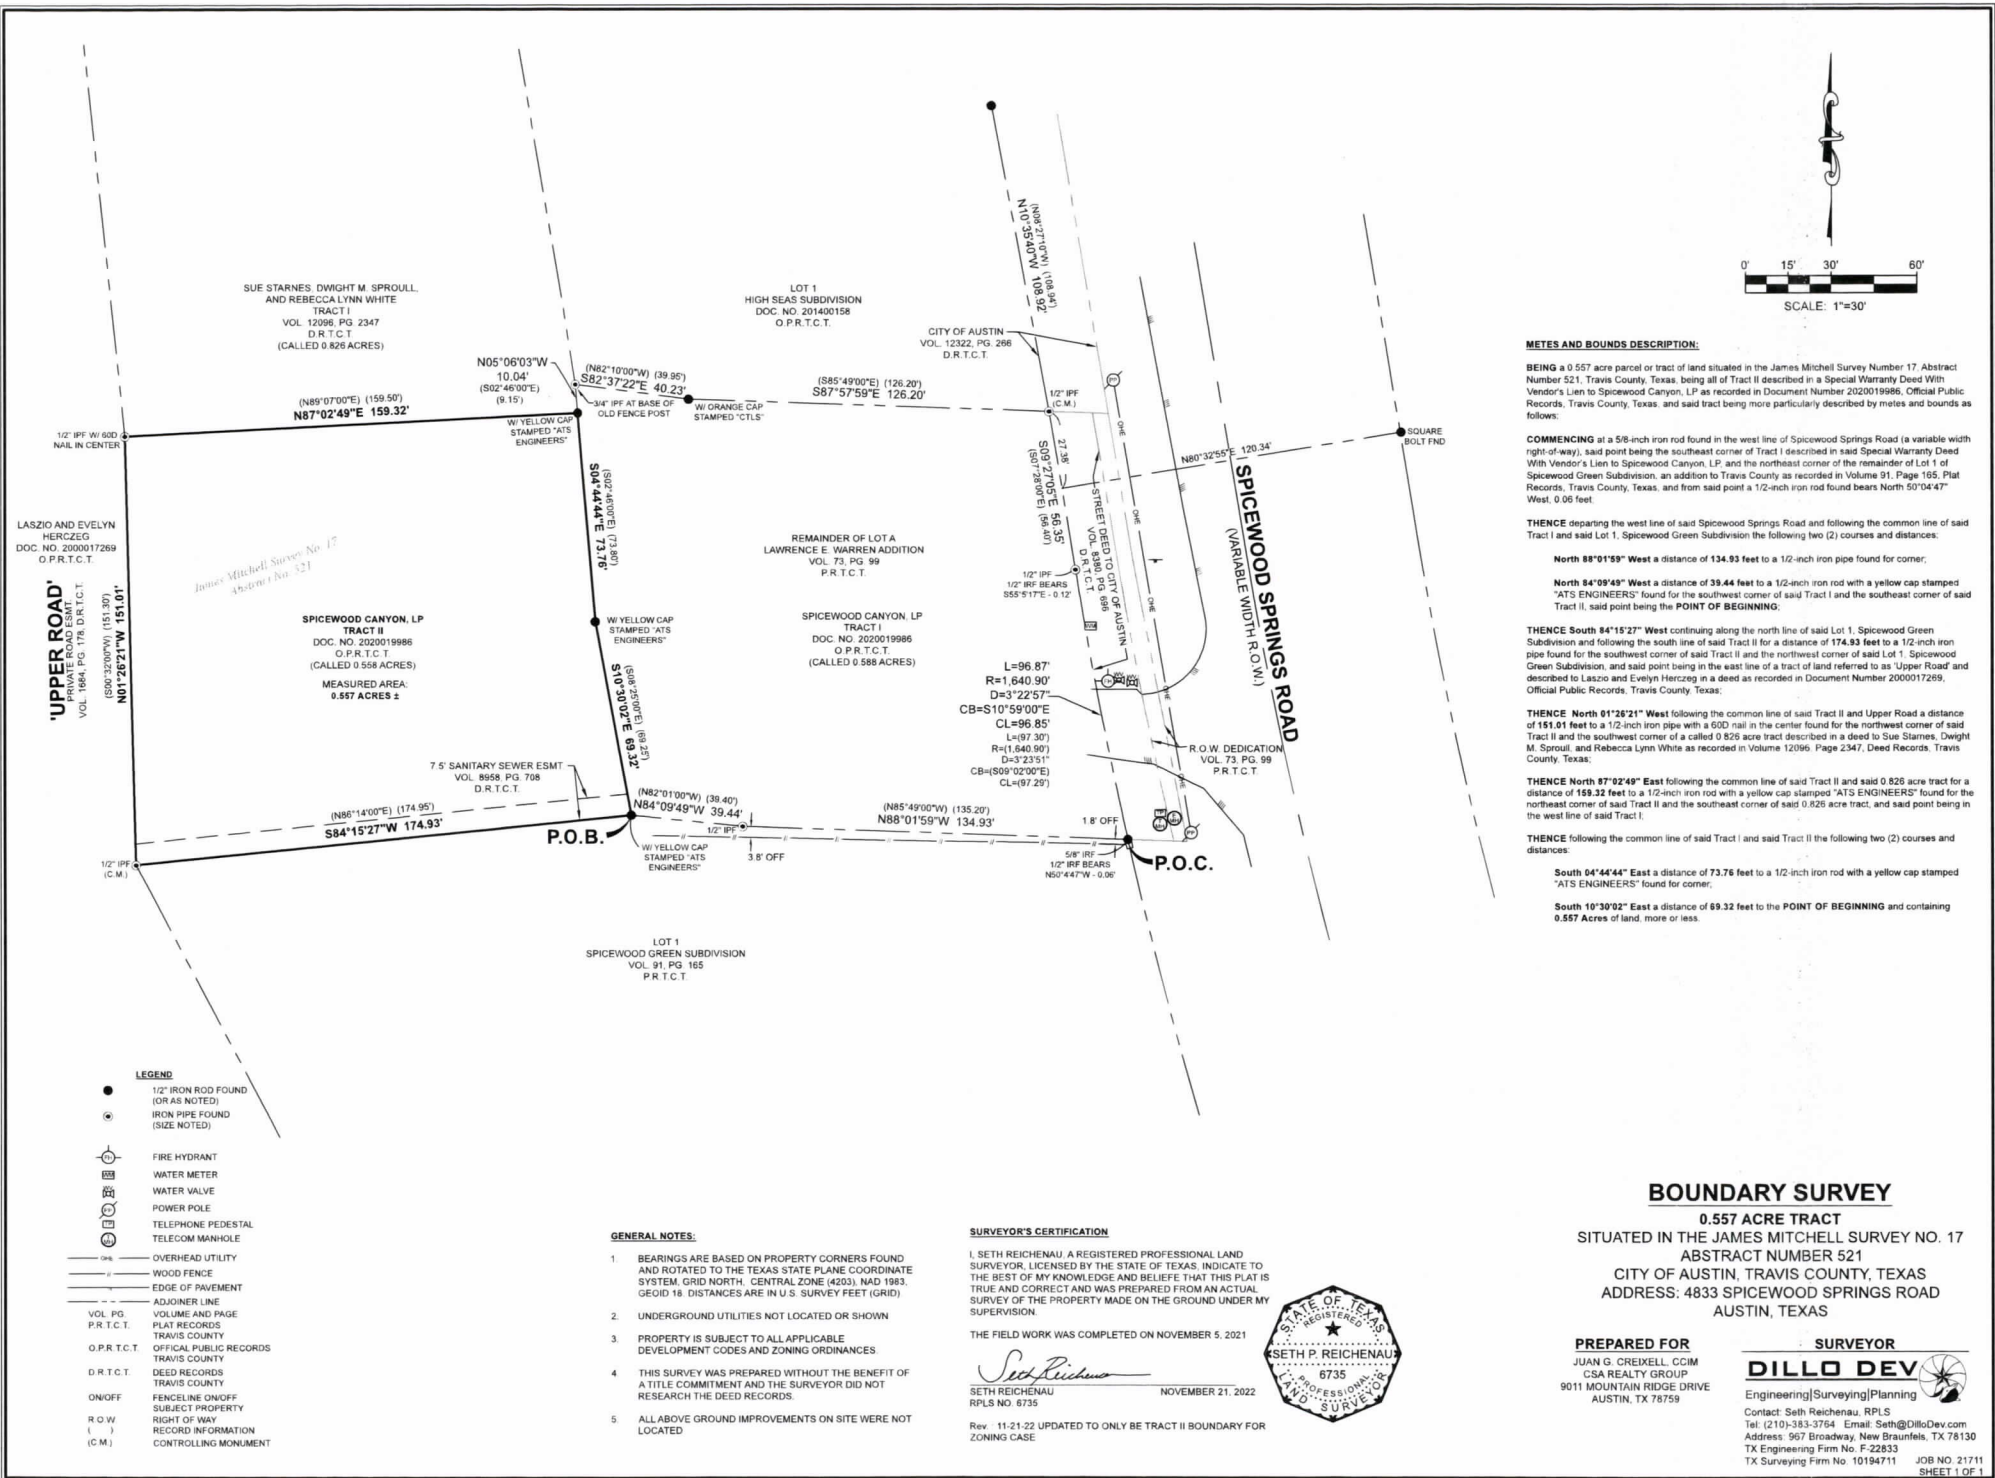 SUE STARNES, DWIGHT M. SPROULL,
AND REBECCA LYNN WHITE
TRACT I
VOL. 12096, PG. 2347
D.R.T.C.T.
(CALLED 0.826 ACRES)
LOT 1
HIGH SEAS SUBDIVISION
DOC. NO. 201400158
O.P.R.T.C.T.
CITY OF AUSTIN
VOL. 12322, PG. 266
D.R.T.C.T.
(N08°27'10"W) (108.94')
N10°35'40"W 108.92'
N05°06'03"W
10.04'
(S02°46'00"E)
(9.15')
(N82°10'00"W) (39.95')
S82°37'22"E 40.23'
(S85°49'00"E) (126.20')
S87°57'59"E 126.20'
(N89°07'00"E) (159.50')
N87°02'49"E 159.32'
3/4" IPF AT BASE OF
OLD FENCE POST
W/ ORANGE CAP
STAMPED "CTLS"
1/2" IPF
(C.M.)
1/2" IPF W/ 60D
NAIL IN CENTER
W/ YELLOW CAP
STAMPED "ATS
ENGINEERS"
SQUARE
BOLT FND
N80°32'55"E 120.34'
27.38'
S09°27'05"E 56.35'
(S07°28'00"E) (56.40')
(S02°46'00"E) (73.80')
S04°44'44"E 73.76'
LASZIO AND EVELYN
HERCZEG
DOC. NO. 2000017269
O.P.R.T.C.T.
James Mitchell Survey No. 17
Abstract No. 521
REMAINDER OF LOT A
LAWRENCE E. WARREN ADDITION
VOL. 73, PG. 99
P.R.T.C.T.
1/2" IPF
1/2" IRF BEARS
S55°5'17"E - 0.12'
STREET DEED TO CITY OF AUSTIN
VOL. 8380, PG. 696
D.R.T.C.T.
SPICEWOOD SPRINGS ROAD
(VARIABLE WIDTH R.O.W.)
'UPPER ROAD'
PRIVATE ROAD ESMT.
VOL. 1684, PG. 178, D.R.T.C.T.
(S00°32'00"W) (151.30')
N01°26'21"W 151.01'
SPICEWOOD CANYON, LP
TRACT II
DOC. NO. 2020019986
O.P.R.T.C.T.
(CALLED 0.558 ACRES)
MEASURED AREA:
0.557 ACRES ±
W/ YELLOW CAP
STAMPED "ATS
ENGINEERS"
SPICEWOOD CANYON, LP
TRACT I
DOC. NO. 2020019986
O.P.R.T.C.T.
(CALLED 0.588 ACRES)
(S08°25'00"E) (69.25')
S10°30'02"E 69.32'
L=96.87'
R=1,640.90'
D=3°22'57"
CB=S10°59'00"E
CL=96.85'
L=(97.30')
R=(1,640.90')
D=3°23'51"
CB=(S09°02'00"E)
CL=(97.29')
R.O.W. DEDICATION
VOL. 73, PG. 99
P.R.T.C.T.
OHE
OHE
OHE
OHE
OHE
PP
WM
FH
WV
TP
MH
PP
7.5' SANITARY SEWER ESMT
VOL. 8958, PG. 708
D.R.T.C.T.
(N86°14'00"E) (174.95')
S84°15'27"W 174.93'
(N82°01'00"W) (39.40')
N84°09'49"W 39.44'
(N85°49'00"W) (135.20')
N88°01'59"W 134.93'
P.O.B.
1/2" IPF
1.8' OFF
W/ YELLOW CAP
STAMPED "ATS
ENGINEERS"
3.8' OFF
5/8" IRF
1/2" IRF BEARS
N50°4'47"W - 0.06'
P.O.C.
1/2" IPF
(C.M.)
LOT 1
SPICEWOOD GREEN SUBDIVISION
VOL. 91, PG. 165
P.R.T.C.T.
0' 15' 30' 60'
SCALE: 1"=30'
METES AND BOUNDS DESCRIPTION:
BEING a 0.557 acre parcel or tract of land situated in the James Mitchell Survey Number 17, Abstract
Number 521, Travis County, Texas, being all of Tract II described in a Special Warranty Deed With
Vendor's Lien to Spicewood Canyon, LP as recorded in Document Number 2020019986, Official Public
Records, Travis County, Texas, and said tract being more particularly described by metes and bounds as
follows:
COMMENCING at a 5/8-inch iron rod found in the west line of Spicewood Springs Road (a variable width
right-of-way), said point being the southeast corner of Tract I described in said Special Warranty Deed
With Vendor's Lien to Spicewood Canyon, LP, and the northeast corner of the remainder of Lot 1 of
Spicewood Green Subdivision, an addition to Travis County as recorded in Volume 91, Page 165, Plat
Records, Travis County, Texas, and from said point a 1/2-inch iron rod found bears North 50°04'47"
West, 0.06 feet:
THENCE departing the west line of said Spicewood Springs Road and following the common line of said
Tract I and said Lot 1, Spicewood Green Subdivision the following two (2) courses and distances:
North 88°01'59" West a distance of 134.93 feet to a 1/2-inch iron pipe found for corner;
North 84°09'49" West a distance of 39.44 feet to a 1/2-inch iron rod with a yellow cap stamped
"ATS ENGINEERS" found for the southwest corner of said Tract I and the southeast corner of said
Tract II, said point being the POINT OF BEGINNING;
THENCE South 84°15'27" West continuing along the north line of said Lot 1, Spicewood Green
Subdivision and following the south line of said Tract II for a distance of 174.93 feet to a 1/2-inch iron
pipe found for the southwest corner of said Tract II and the northwest corner of said Lot 1, Spicewood
Green Subdivision, and said point being in the east line of a tract of land referred to as 'Upper Road' and
described to Laszio and Evelyn Herczeg in a deed as recorded in Document Number 2000017269,
Official Public Records, Travis County, Texas;
THENCE North 01°26'21" West following the common line of said Tract II and Upper Road a distance
of 151.01 feet to a 1/2-inch iron pipe with a 60D nail in the center found for the northwest corner of said
Tract II and the southwest corner of a called 0.826 acre tract described in a deed to Sue Starnes, Dwight
M. Sproull, and Rebecca Lynn White as recorded in Volume 12096, Page 2347, Deed Records, Travis
County, Texas;
THENCE North 87°02'49" East following the common line of said Tract II and said 0.826 acre tract for a
distance of 159.32 feet to a 1/2-inch iron rod with a yellow cap stamped "ATS ENGINEERS" found for the
northeast corner of said Tract II and the southeast corner of said 0.826 acre tract, and said point being in
the west line of said Tract I;
THENCE following the common line of said Tract I and said Tract II the following two (2) courses and
distances:
South 04°44'44" East a distance of 73.76 feet to a 1/2-inch iron rod with a yellow cap stamped
"ATS ENGINEERS" found for corner;
South 10°30'02" East a distance of 69.32 feet to the POINT OF BEGINNING and containing
0.557 Acres of land, more or less.
LEGEND
1/2" IRON ROD FOUND
(OR AS NOTED)
IRON PIPE FOUND
(SIZE NOTED)
FH FIRE HYDRANT
WM WATER METER
WV WATER VALVE
PP POWER POLE
TP TELEPHONE PEDESTAL
MH TELECOM MANHOLE
OHE OVERHEAD UTILITY
// WOOD FENCE
EDGE OF PAVEMENT
ADJOINER LINE
VOL. PG. VOLUME AND PAGE
P.R.T.C.T. PLAT RECORDS
TRAVIS COUNTY
O.P.R.T.C.T. OFFICAL PUBLIC RECORDS
TRAVIS COUNTY
D.R.T.C.T. DEED RECORDS
TRAVIS COUNTY
ON/OFF FENCELINE ON/OFF
SUBJECT PROPERTY
R.O.W. RIGHT OF WAY
( ) RECORD INFORMATION
(C.M.) CONTROLLING MONUMENT
GENERAL NOTES:
1. BEARINGS ARE BASED ON PROPERTY CORNERS FOUND
AND ROTATED TO THE TEXAS STATE PLANE COORDINATE
SYSTEM, GRID NORTH, CENTRAL ZONE (4203), NAD 1983,
GEOID 18. DISTANCES ARE IN U.S. SURVEY FEET (GRID)
2. UNDERGROUND UTILITIES NOT LOCATED OR SHOWN
3. PROPERTY IS SUBJECT TO ALL APPLICABLE
DEVELOPMENT CODES AND ZONING ORDINANCES.
4 THIS SURVEY WAS PREPARED WITHOUT THE BENEFIT OF
A TITLE COMMITMENT AND THE SURVEYOR DID NOT
RESEARCH THE DEED RECORDS.
5. ALL ABOVE GROUND IMPROVEMENTS ON SITE WERE NOT
LOCATED
SURVEYOR'S CERTIFICATION
I, SETH REICHENAU, A REGISTERED PROFESSIONAL LAND
SURVEYOR, LICENSED BY THE STATE OF TEXAS, INDICATE TO
THE BEST OF MY KNOWLEDGE AND BELIEFE THAT THIS PLAT IS
TRUE AND CORRECT AND WAS PREPARED FROM AN ACTUAL
SURVEY OF THE PROPERTY MADE ON THE GROUND UNDER MY
SUPERVISION.
THE FIELD WORK WAS COMPLETED ON NOVEMBER 5, 2021
Seth Reichenau
SETH REICHENAU NOVEMBER 21, 2022
RPLS NO. 6735
Rev.: 11-21-22 UPDATED TO ONLY BE TRACT II BOUNDARY FOR
ZONING CASE
STATE OF TEXAS
REGISTERED
SETH P. REICHENAU
6735
PROFESSIONAL
LAND SURVEYOR
BOUNDARY SURVEY
0.557 ACRE TRACT
SITUATED IN THE JAMES MITCHELL SURVEY NO. 17
ABSTRACT NUMBER 521
CITY OF AUSTIN, TRAVIS COUNTY, TEXAS
ADDRESS: 4833 SPICEWOOD SPRINGS ROAD
AUSTIN, TEXAS
PREPARED FOR
JUAN G. CREIXELL, CCIM
CSA REALTY GROUP
9011 MOUNTAIN RIDGE DRIVE
AUSTIN, TX 78759
SURVEYOR
DILLO DEV
Engineering|Surveying|Planning
Contact: Seth Reichenau, RPLS
Tel: (210)-383-3764 Email: Seth@DilloDev.com
Address: 967 Broadway, New Braunfels, TX 78130
TX Engineering Firm No. F-22833
TX Surveying Firm No. 10194711
JOB NO. 21711
SHEET 1 OF 1